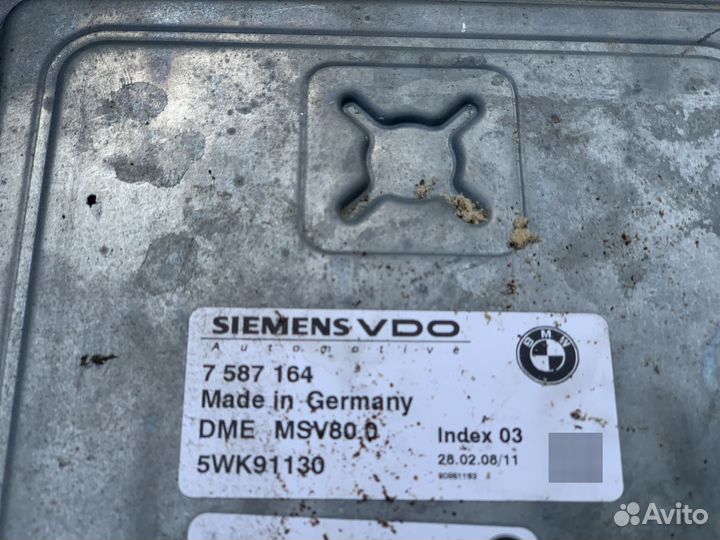 SIEMENS VDO
Automotive
BMW
7 587 164
Made in Germany
DME MSV80.0
Index 03
5WK91130
28.02.08/11
Avito